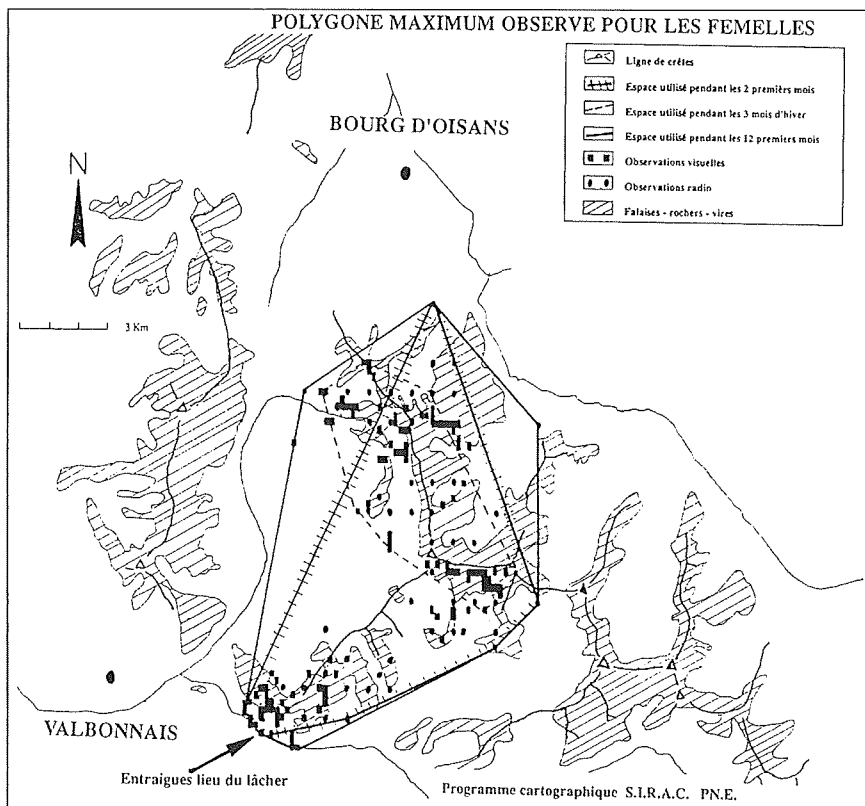 POLYGONE MAXIMUM OBSERVE POUR LES FEMELLES
Ligne de crêtes
Espace utilisé pendant les 2 premièrs mois
Espace utilisé pendant les 3 mois d'hiver
Espace utilisé pendant les 12 premiers mois
Observations visuelles
Observations radio
Falaises - rochers - vires
BOURG D'OISANS
N
3 Km
VALBONNAIS
Entraigues lieu du lâcher
Programme cartographique S.I.R.A.C. P.N.E.